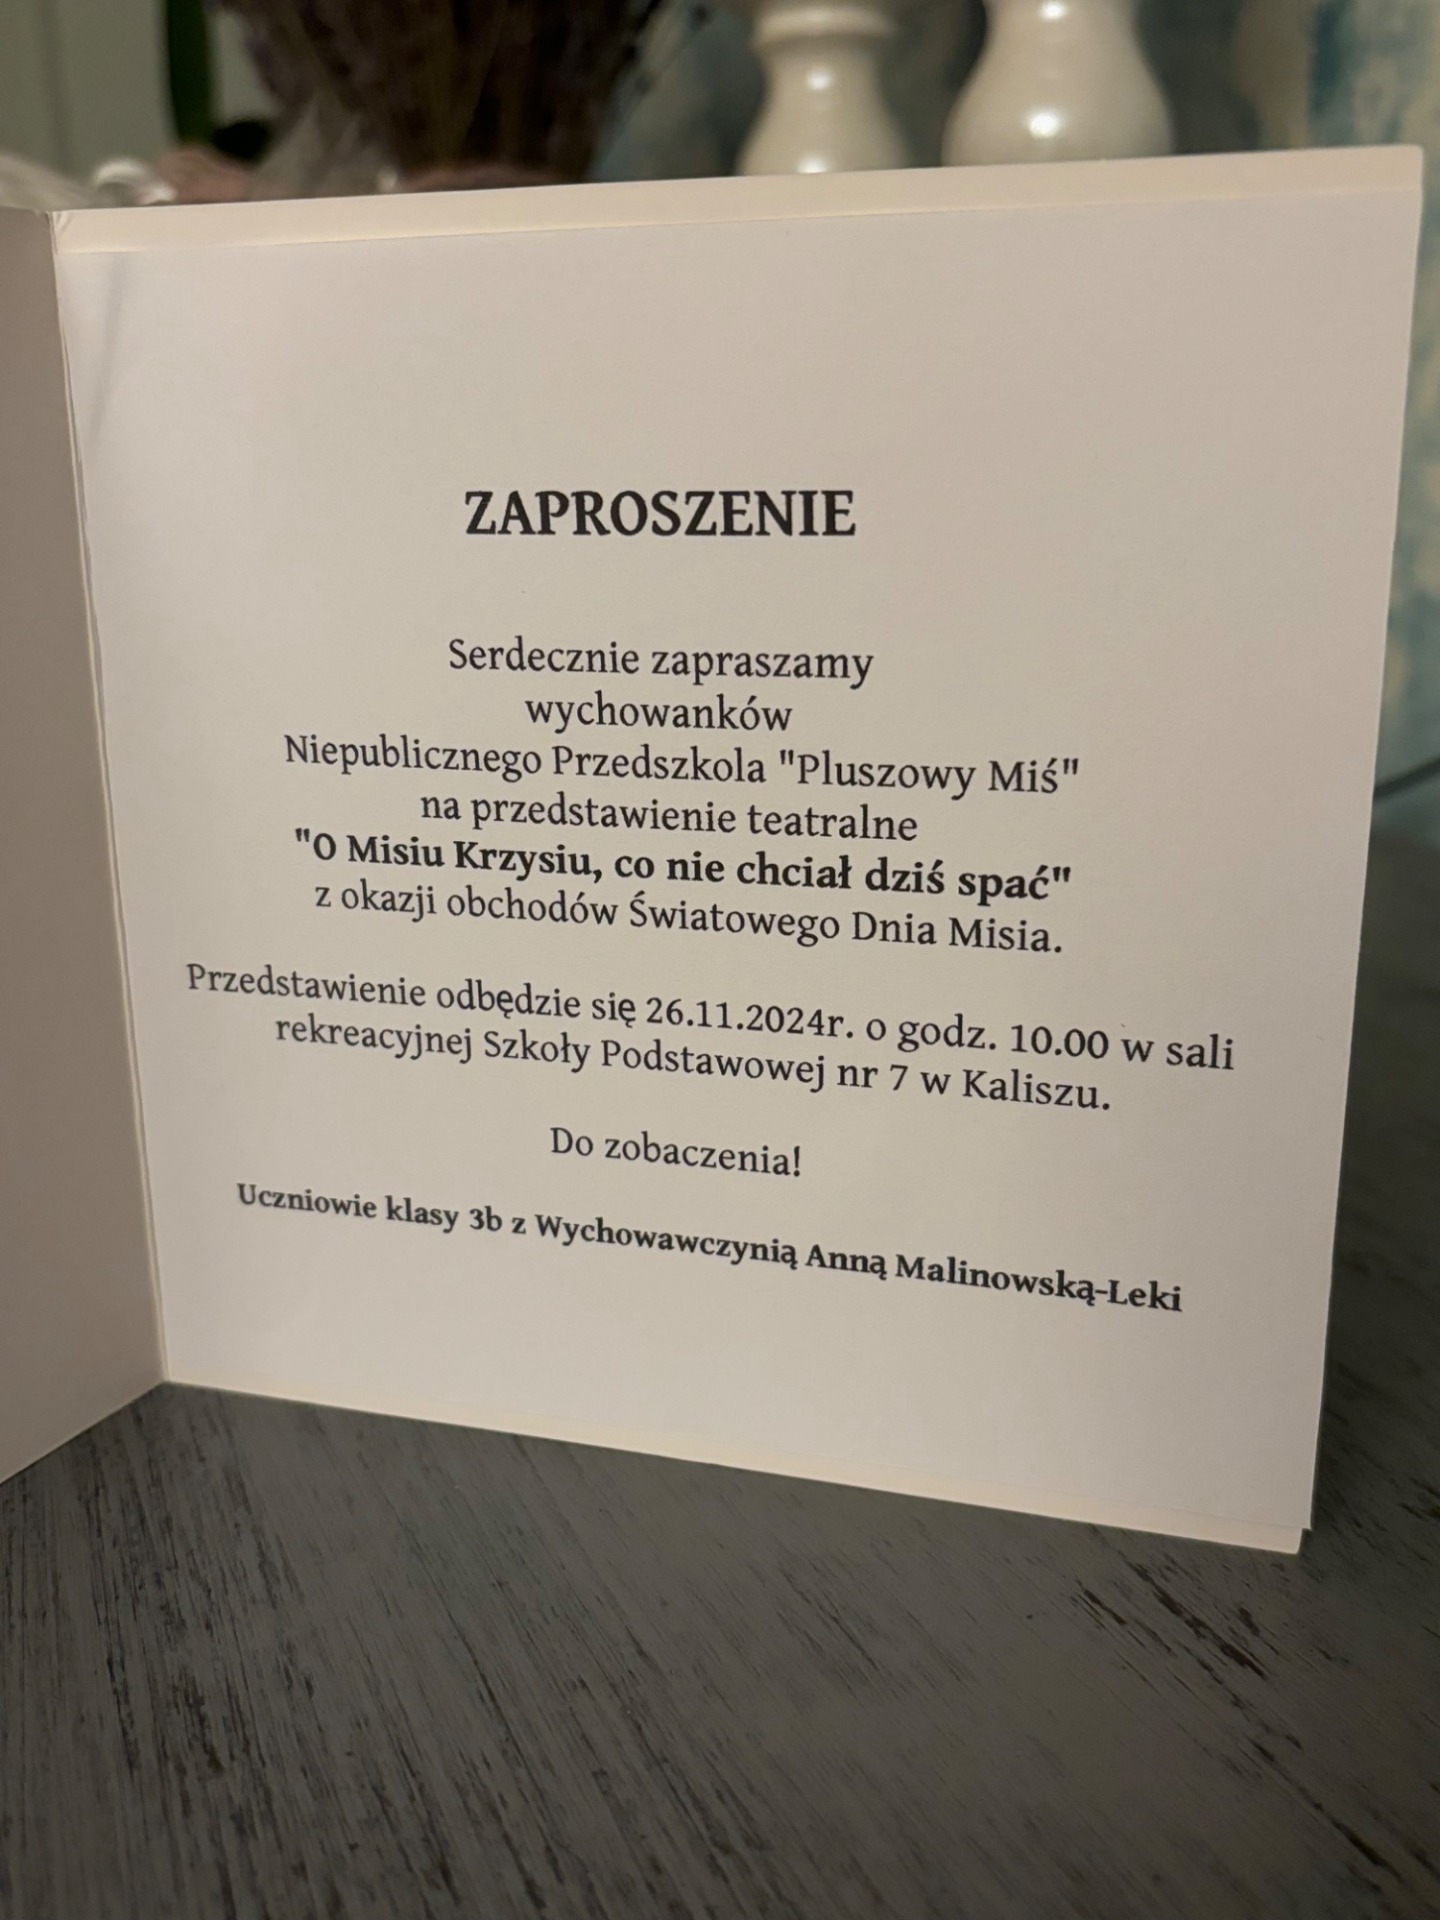 ZAPROSZENIE
Serdecznie zapraszamy
wychowanków
Niepublicznego Przedszkola "Pluszowy Miś"
na przedstawienie teatralne
"O Misiu Krzysiu, co nie chciał dziś spać"
z okazji obchodów Światowego Dnia Misia.
Przedstawienie odbędzie się 26.11.2024r. o godz. 10.00 w sali
rekreacyjnej Szkoły Podstawowej nr 7 w Kaliszu.
Do zobaczenia!
Uczniowie klasy 3b z Wychowawczynią Anną Malinowską-Leki